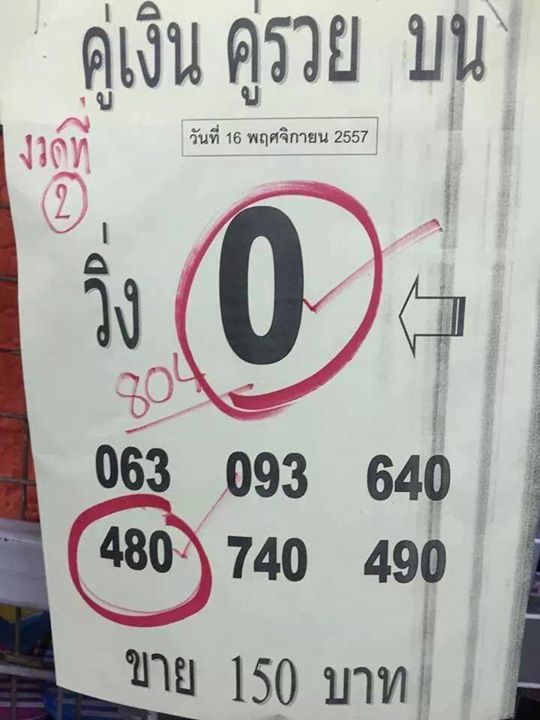 คู่เงิน คู่รวย บน
วันที่ 16 พฤศจิกายน 2557
งวดที่
2
วิ่ง 0
804
063 093 640
480 740 490
ขาย 150 บาท